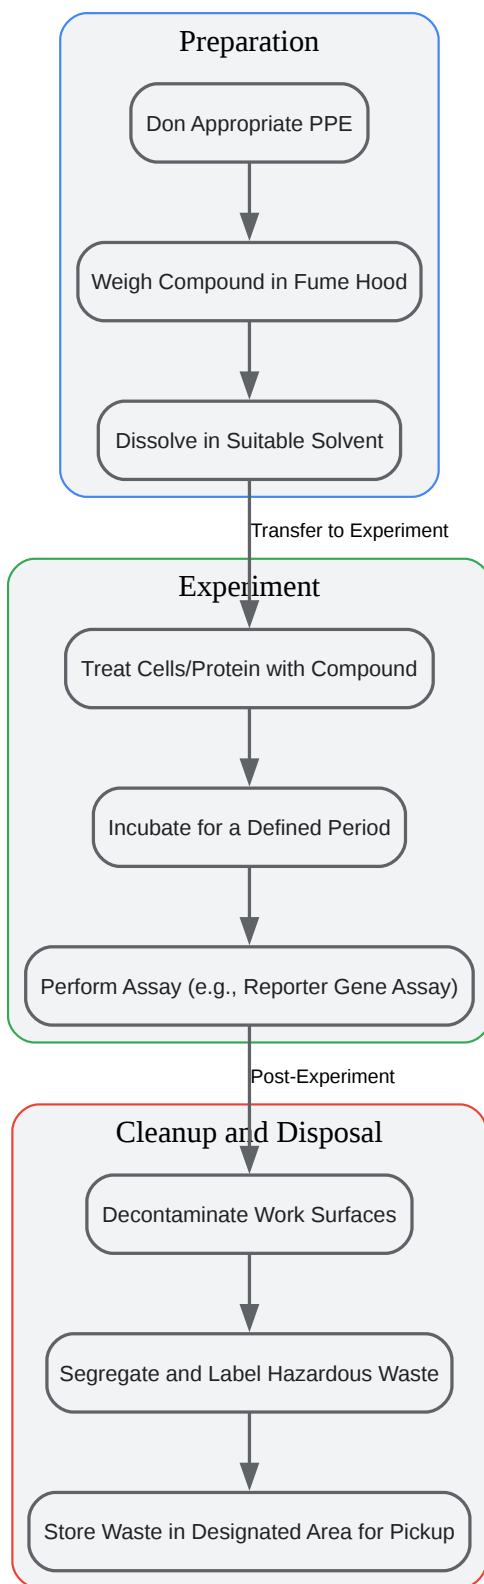 Preparation
Don Appropriate PPE
Weigh Compound in Fume Hood
Dissolve in Suitable Solvent
Transfer to Experiment
Experiment
Treat Cells/Protein with Compound
Incubate for a Defined Period
Perform Assay (e.g., Reporter Gene Assay)
Post-Experiment
Cleanup and Disposal
Decontaminate Work Surfaces
Segregate and Label Hazardous Waste
Store Waste in Designated Area for Pickup